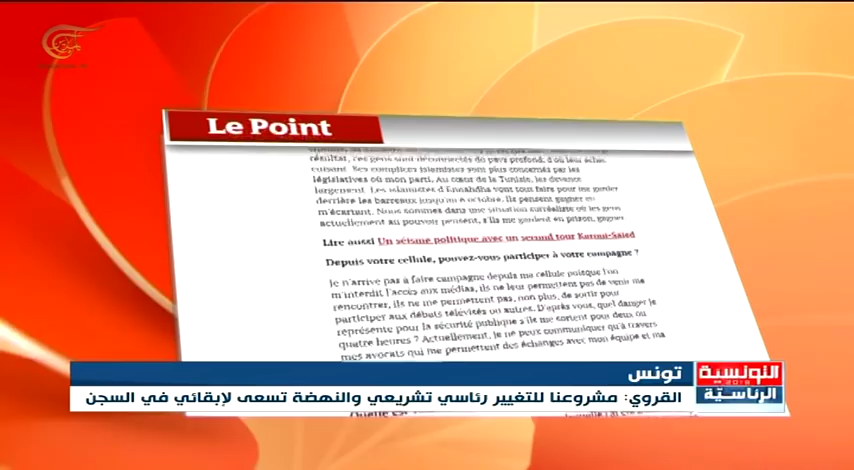 Le Point
résultat, ces gens sont déconnectés du pays profond, d'où leur échec
cuisant. Ses complices islamistes sont plus concernés par les
législatives où mon parti, Au cœur de la Tunisie, les devance
largement. Les islamistes d'Ennahdha vont tout faire pour me garder
derrière les barreaux jusqu'au 6 octobre. Ils pensent gagner en
m'écartant. Nous sommes dans une situation surréaliste où les gens
actuellement au pouvoir pensent, s'ils me gardent en prison, gagner
Lire aussi Un séisme politique avec un second tour Karoui-Saïed
Depuis votre cellule, pouvez-vous participer à votre campagne ?
Je n'arrive pas à faire campagne depuis ma cellule puisque l'on
m'interdit l'accès aux médias, ils ne leur permettent pas de venir me
rencontrer, ils ne me permettent pas, non plus, de sortir pour
participer aux débats télévisés ou autres. D'après vous, quel danger je
représente pour la sécurité publique s'ils me sortent pour deux ou
quatre heures ? Actuellement, je ne peux communiquer qu'à travers
mes avocats qui me permettent des échanges avec mon équipe et ma
تونس
القروي: مشروعنا للتغيير رئاسي تشريعي والنهضة تسعى لإبقائي في السجن
التونسية
2019
الرئاسية